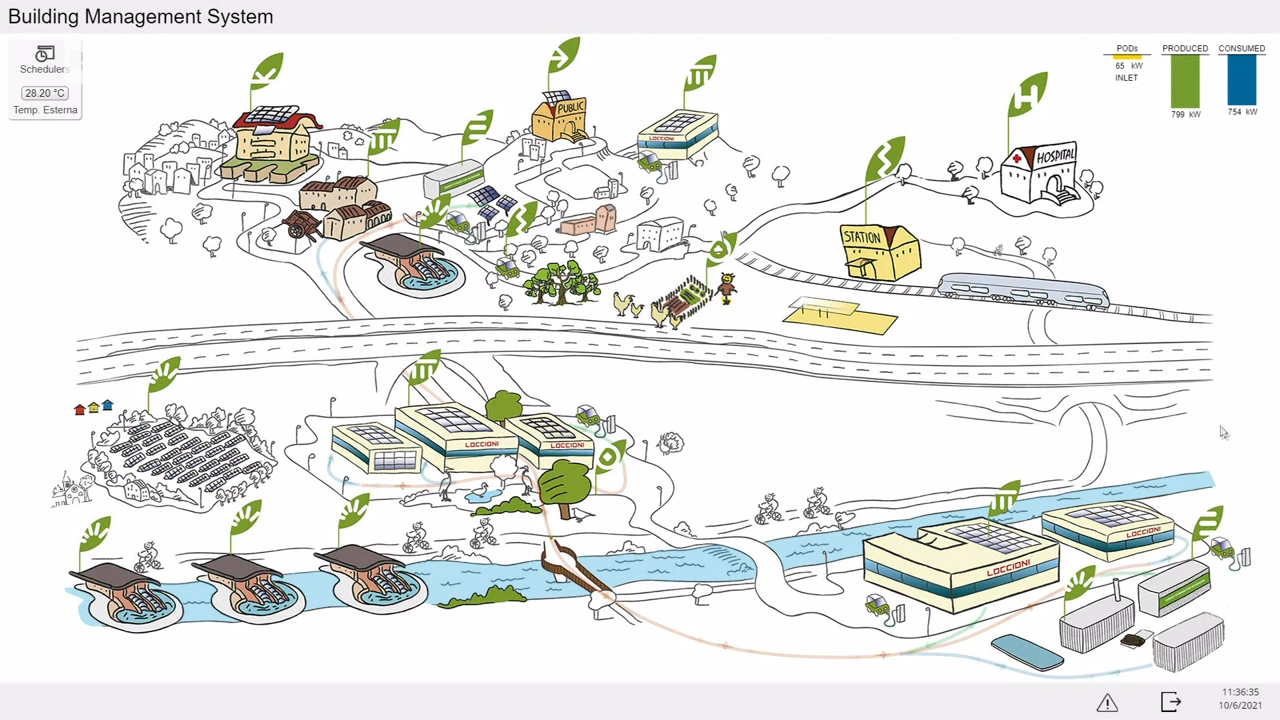 Building Management System
Schedulers
28.20 °C
Temp. Esterna
PODs
65 kW
INLET
PRODUCED
799 kW
CONSUMED
754 kW
PUBLIC
LOCCIONI
HOSPITAL
STATION
LOCCIONI
LOCCIONI
LOCCIONI
LOCCIONI
11:36:35
10/6/2021